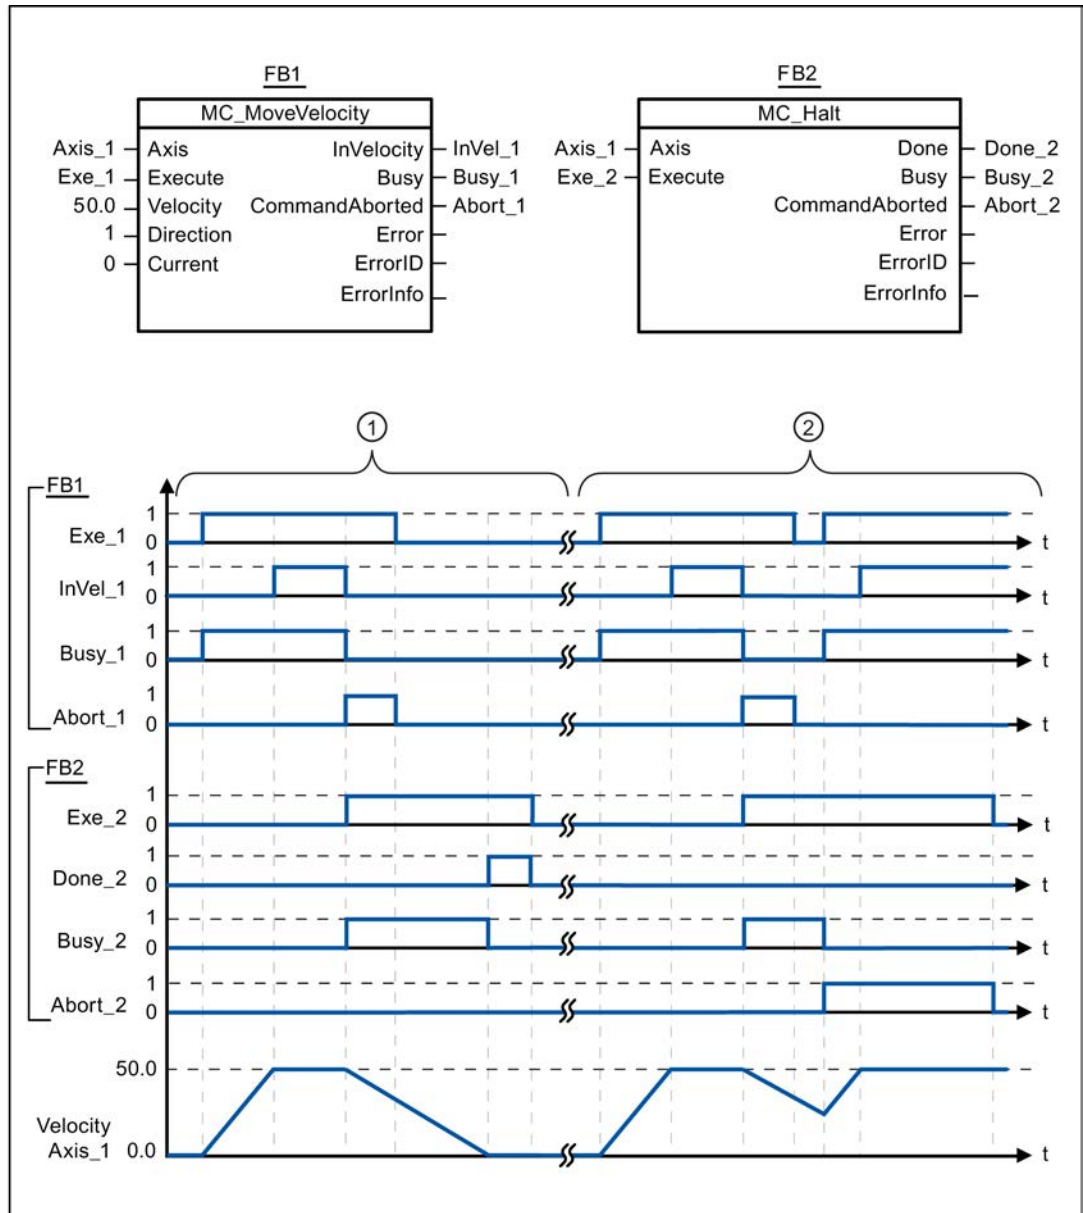 FB1 FB2
MC_MoveVelocity MC_Halt
Axis_1 Axis InVelocity InVel_1 Axis_1 Axis Done Done_2
Exe_1 Execute Busy Busy_1 Exe_2 Execute Busy Busy_2
50.0 Velocity CommandAborted Abort_1 CommandAborted Abort_2
1 Direction Error Error
0 Current ErrorID ErrorID
ErrorInfo ErrorInfo
1 2
FB1
1
Exe_1 0 t
1
InVel_1 0 t
1
Busy_1 0 t
1
Abort_1 0 t
FB2
1
Exe_2 0 t
1
Done_2 0 t
1
Busy_2 0 t
1
Abort_2 0 t
50.0
Velocity
Axis_1 0.0 t